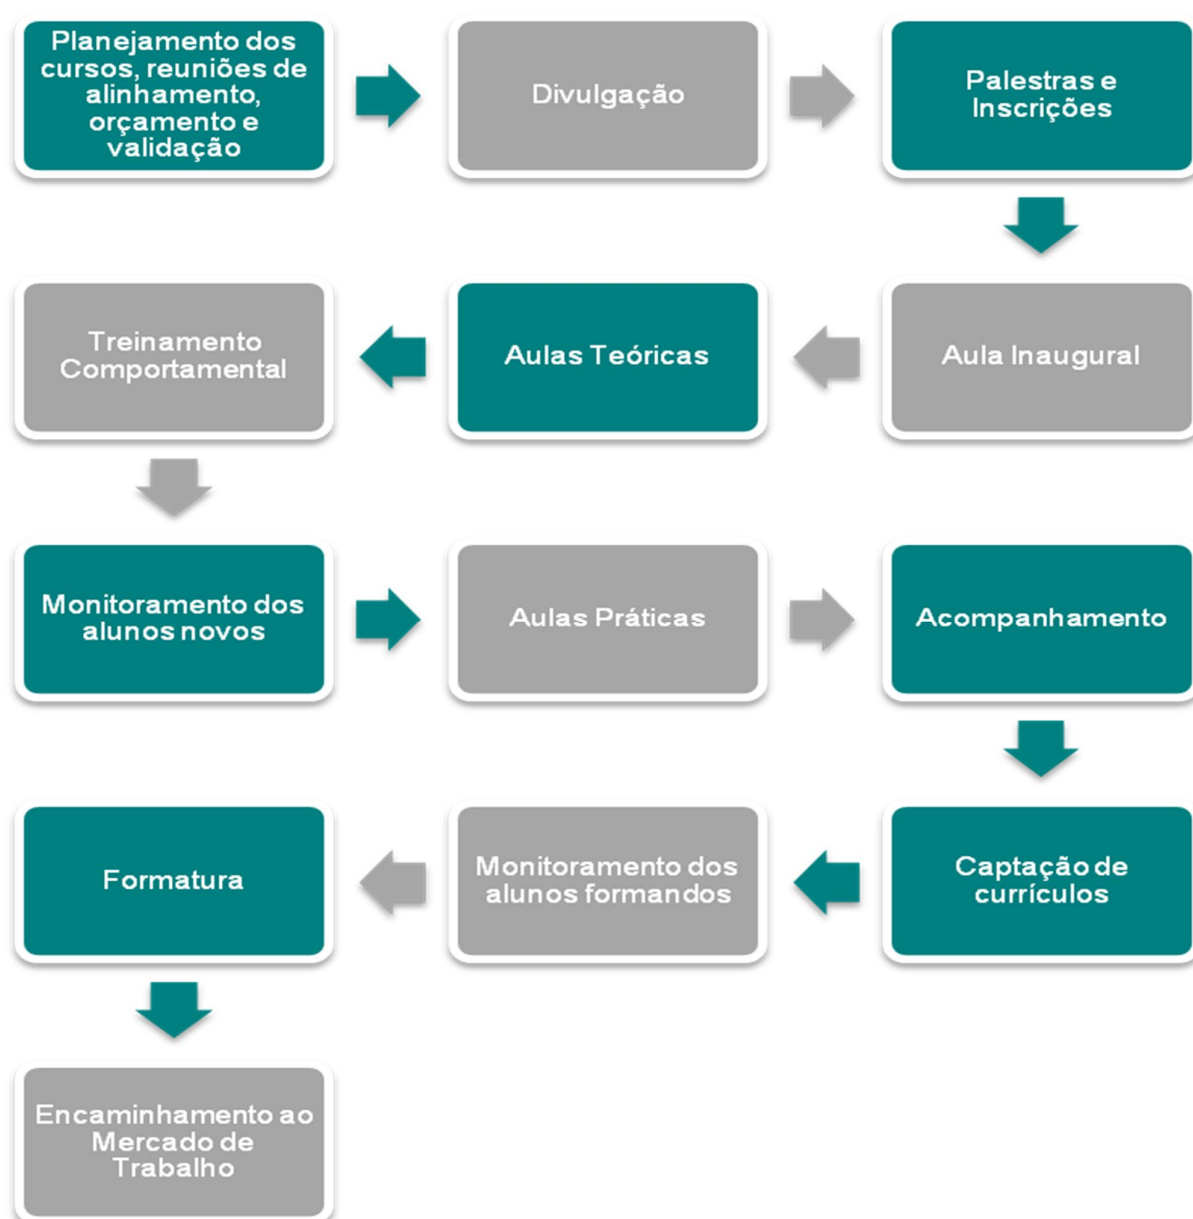 Planejamento dos
cursos, reuniões de
alinhamento,
orçamento e
validação
Divulgação
Palestras e
Inscrições
Aula Inaugural
Aulas Teóricas
Treinamento
Comportamental
Monitoramento dos
alunos novos
Aulas Práticas
Acompanhamento
Captação de
currículos
Monitoramento dos
alunos formandos
Formatura
Encaminhamento ao
Mercado de
Trabalho